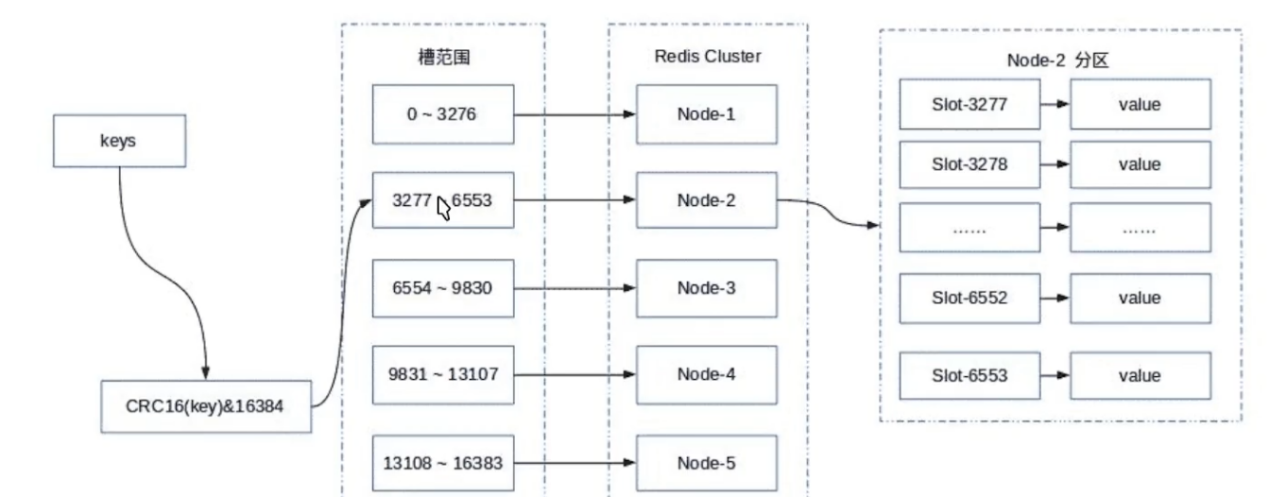 keys
CRC16(key)&16384
槽范围
0 ~ 3276
3277 ~ 6553
6554 ~ 9830
9831 ~ 13107
13108 ~ 16383
Redis Cluster
Node-1
Node-2
Node-3
Node-4
Node-5
Node-2 分区
Slot-3277
value
Slot-3278
value
......
......
Slot-6552
value
Slot-6553
value